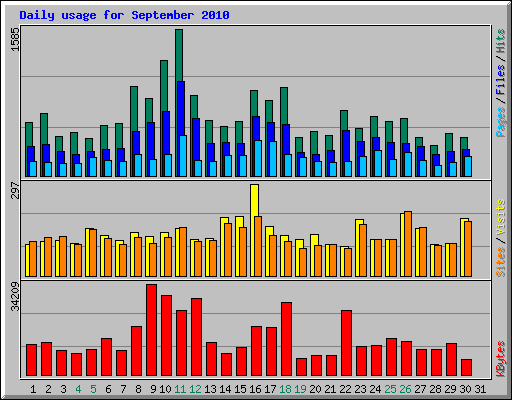 Daily usage for September 2010
1585
297
34209
Pages / Files / Hits
Sites / Visits
KBytes
1 2 3 4 5 6 7 8 9 10 11 12 13 14 15 16 17 18 19 20 21 22 23 24 25 26 27 28 29 30 31